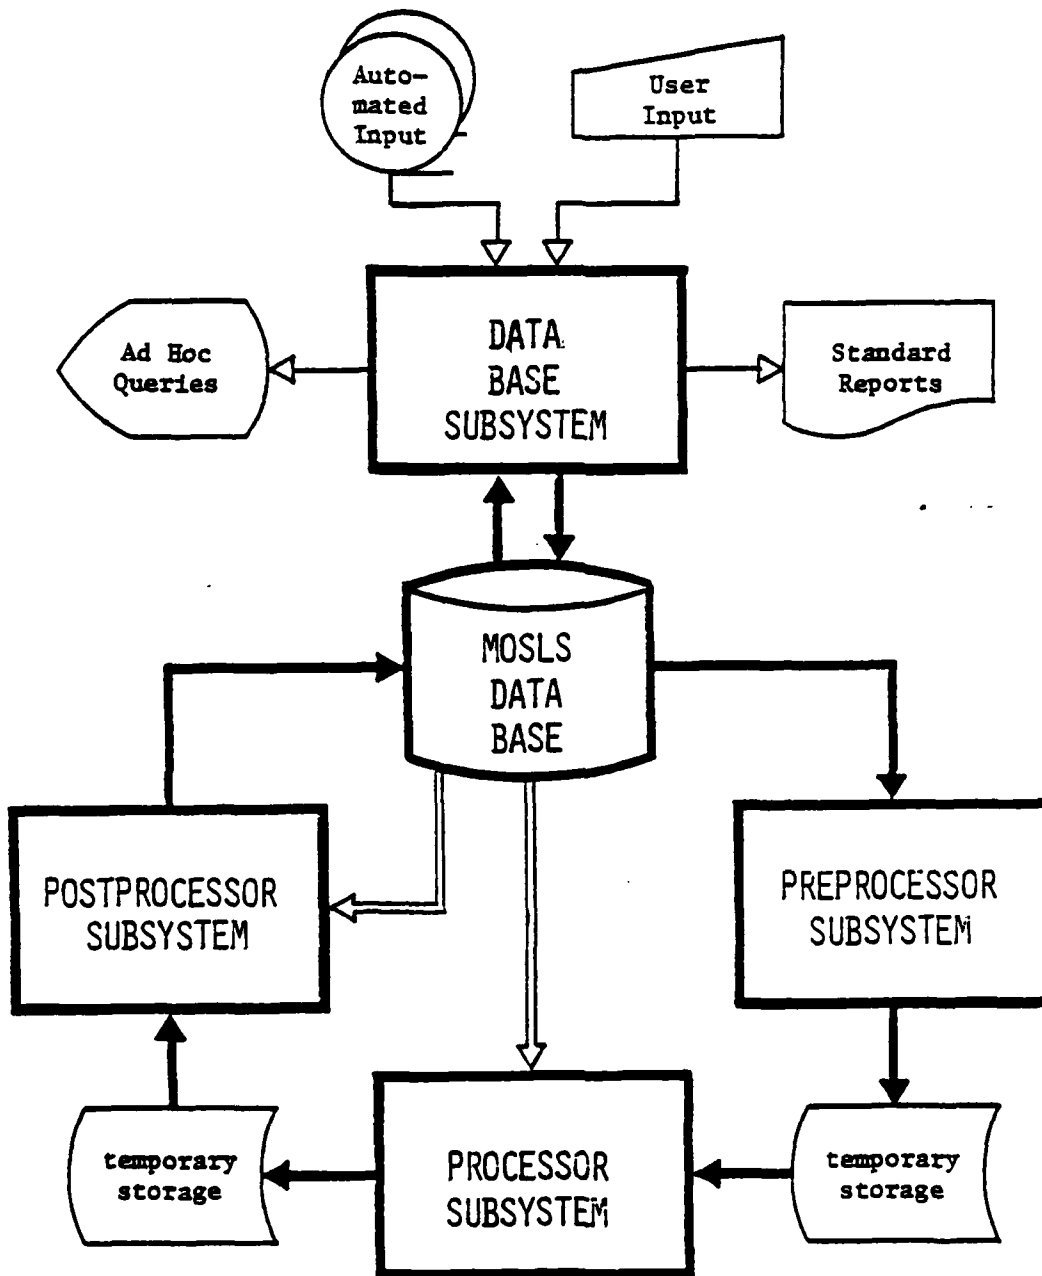 Auto-
mated
Input
User
Input
DATA
BASE
SUBSYSTEM
Ad Hoc
Queries
Standard
Reports
MOSLS
DATA
BASE
POSTPROCESSOR
SUBSYSTEM
PREPROCESSOR
SUBSYSTEM
temporary
storage
PROCESSOR
SUBSYSTEM
temporary
storage